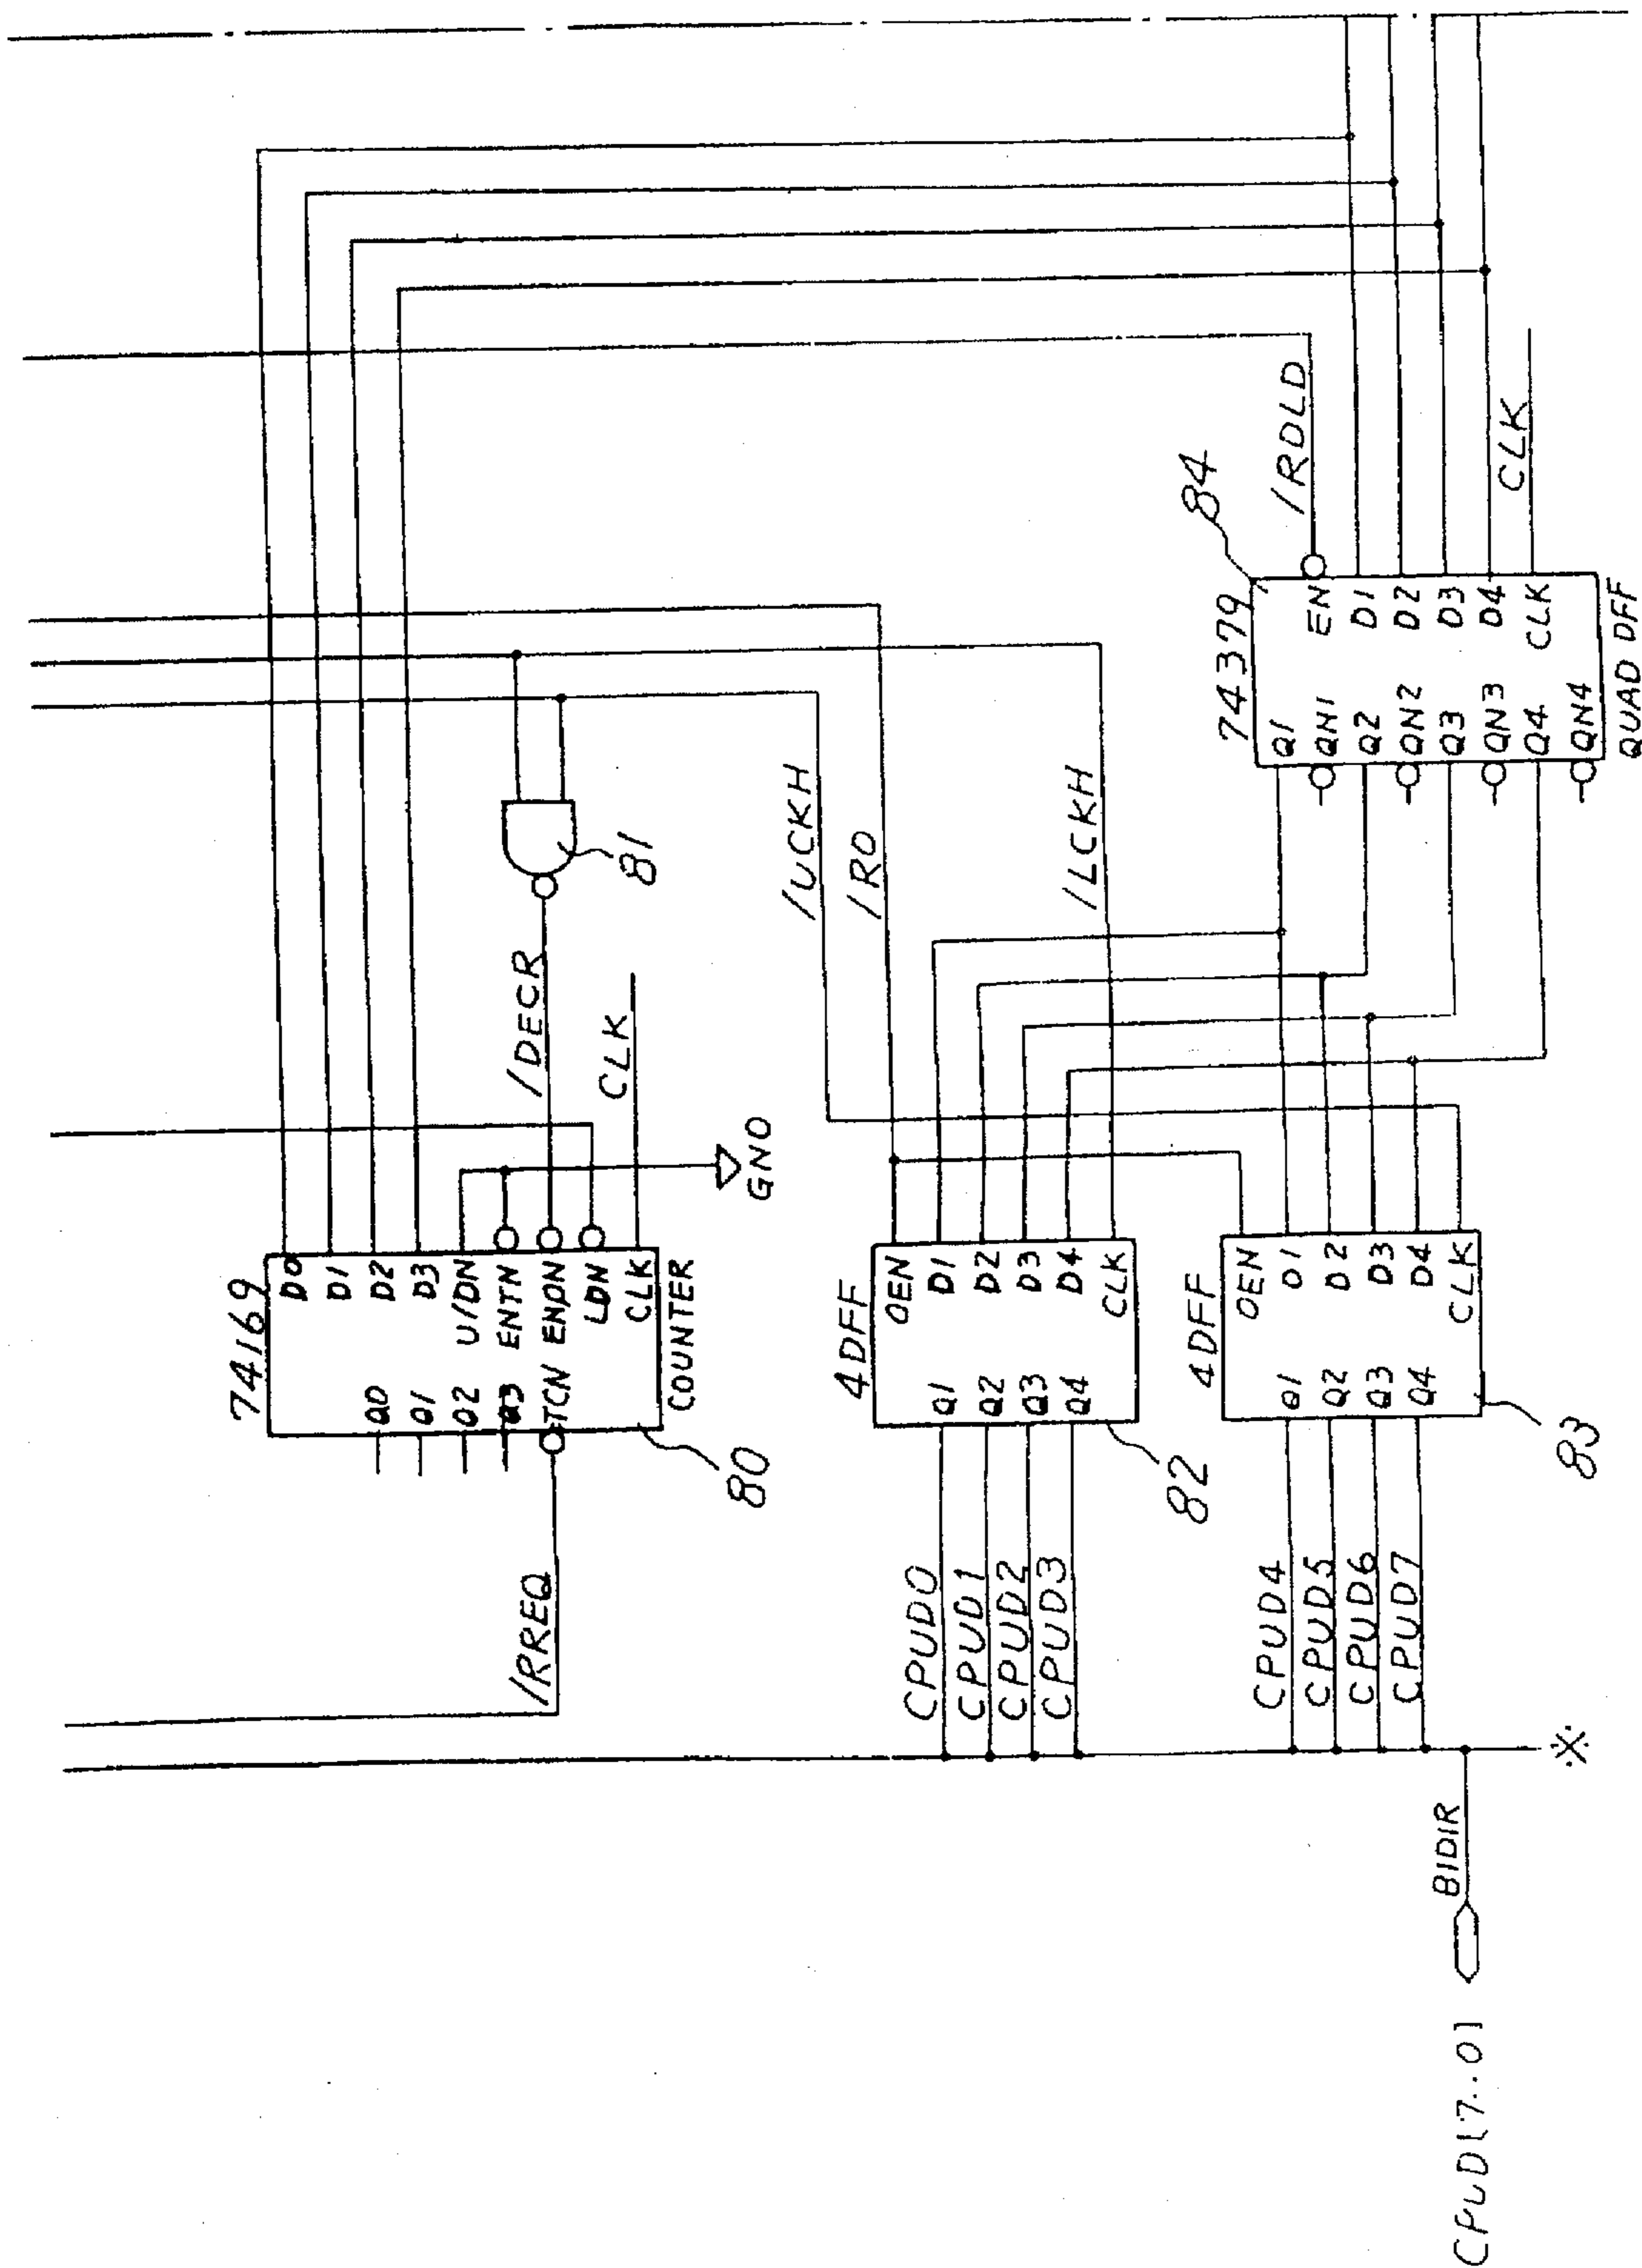 74169
D0
D1
D2
D3
U/DN
ENTN
ENPN
LDN
CLK
Q0
Q1
Q2
Q3
TCN
COUNTER
80
/RREQ
/DECR
CLK
GND
81
/UCKH
/RO
/LCKH
4DFF
OEN
D1
D2
D3
D4
CLK
Q1
Q2
Q3
Q4
82
CPUD0
CPUD1
CPUD2
CPUD3
4DFF
OEN
D1
D2
D3
D4
CLK
Q1
Q2
Q3
Q4
83
CPUD4
CPUD5
CPUD6
CPUD7
74379
84
EN
D1
D2
D3
D4
CLK
Q1
QN1
Q2
QN2
Q3
QN3
Q4
QN4
QUAD DFF
/RDLD
CLK
BIDIR
CPUD[7..0]
※